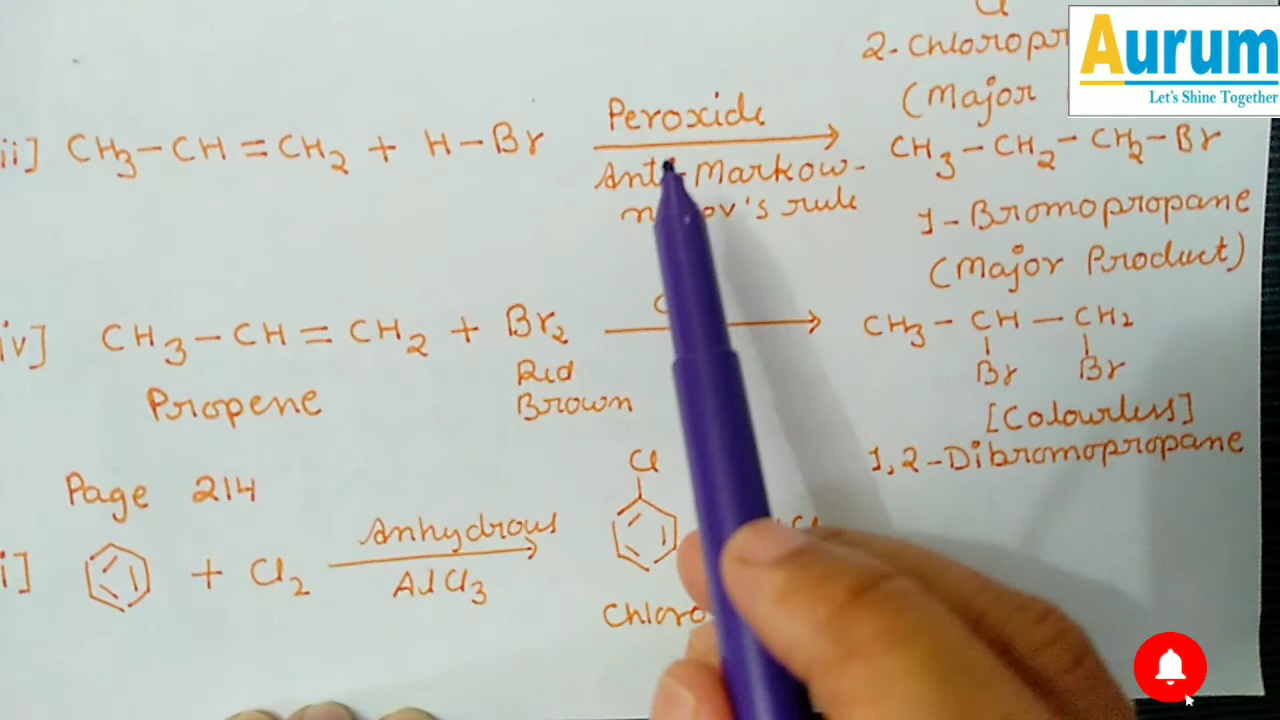 Cl
2-Chloropr
(Major
Aurum
Let's Shine Together
ii] CH3-CH=CH2 + H-Br
Peroxide
Anti-Markow-
nikov's rule
CH3-CH2-CH2-Br
1-Bromopropane
(Major Product)
iv] CH3-CH=CH2 + Br2
CH3-CH-CH2
Br Br
Propene
Red
Brown
[Colourless]
1,2-Dibromopropane
Page 214
i] + Cl2
Anhydrous
AlCl3
Cl
Chloro